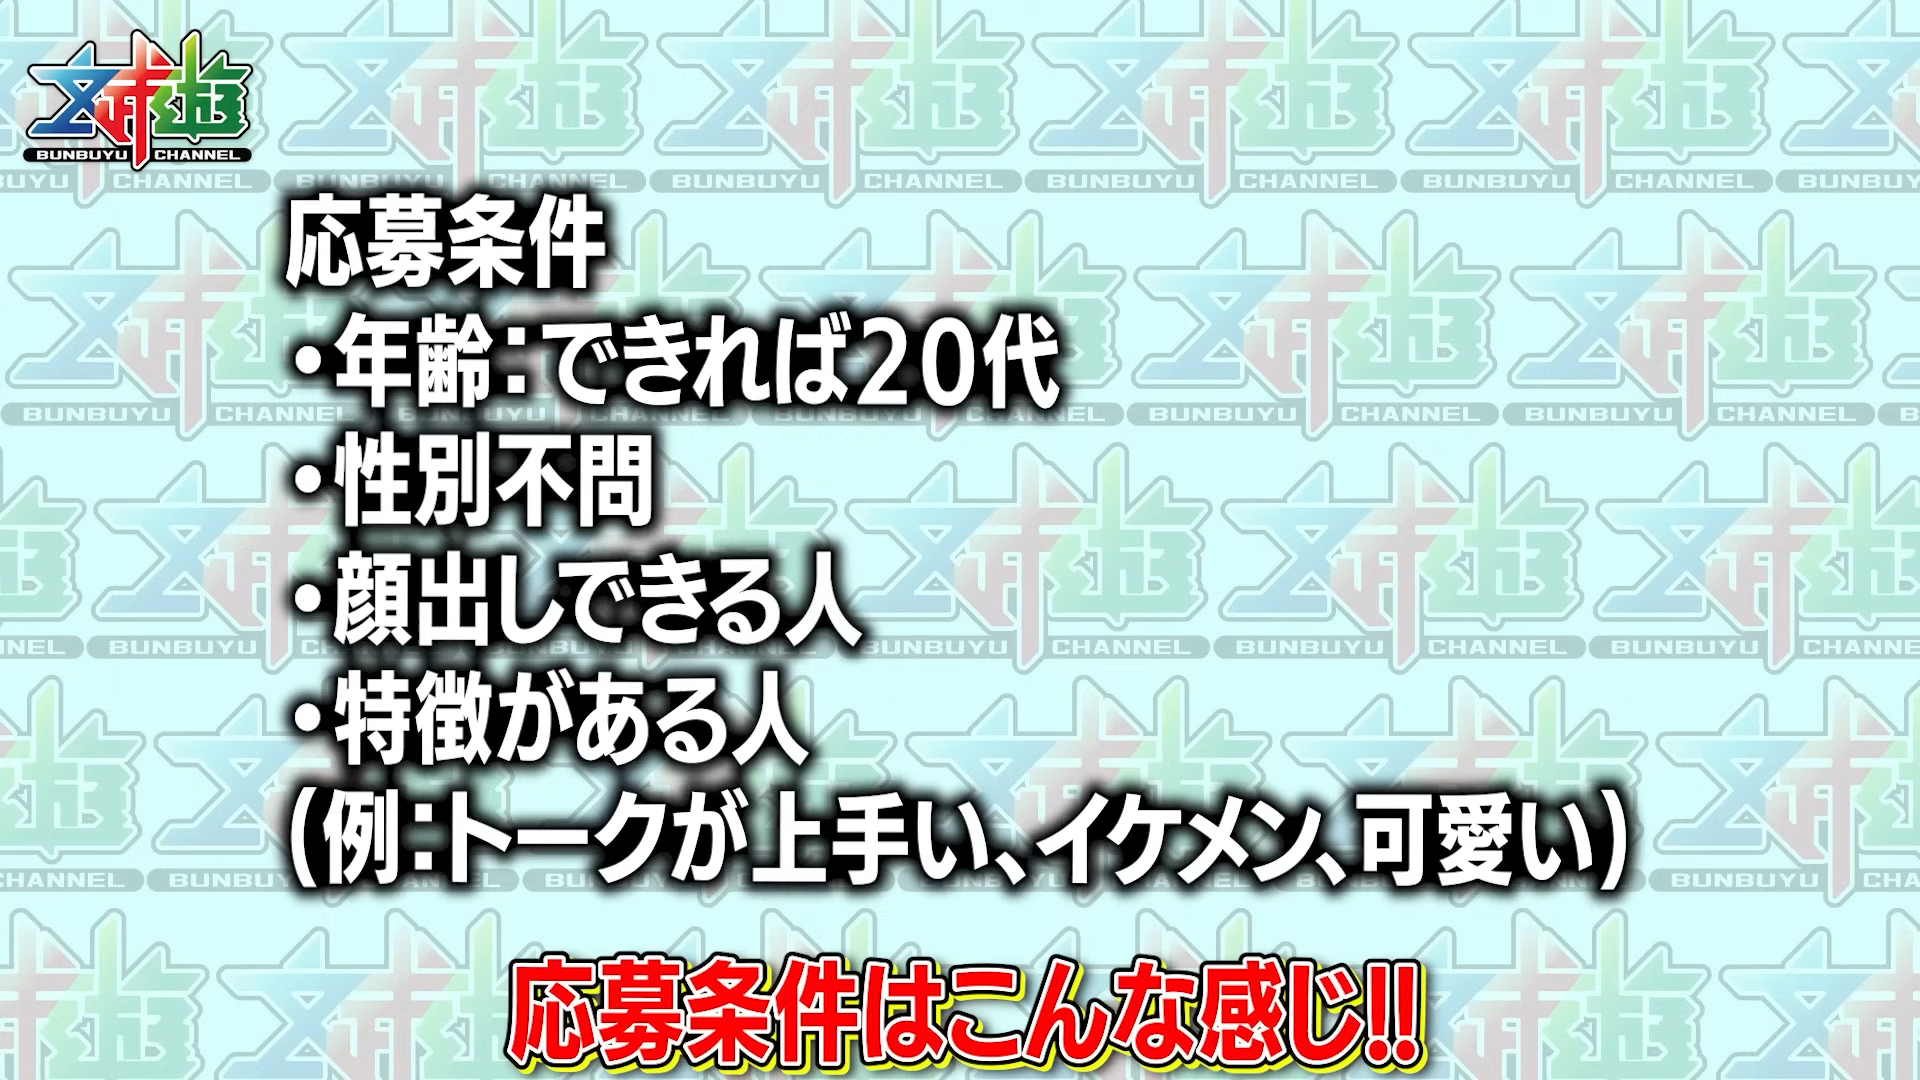 文武遊
BUNBUYU CHANNEL
応募条件
・年齢：できれば20代
・性別不問
・顔出しできる人
・特徴がある人
(例：トークが上手い、イケメン、可愛い)
応募条件はこんな感じ!!